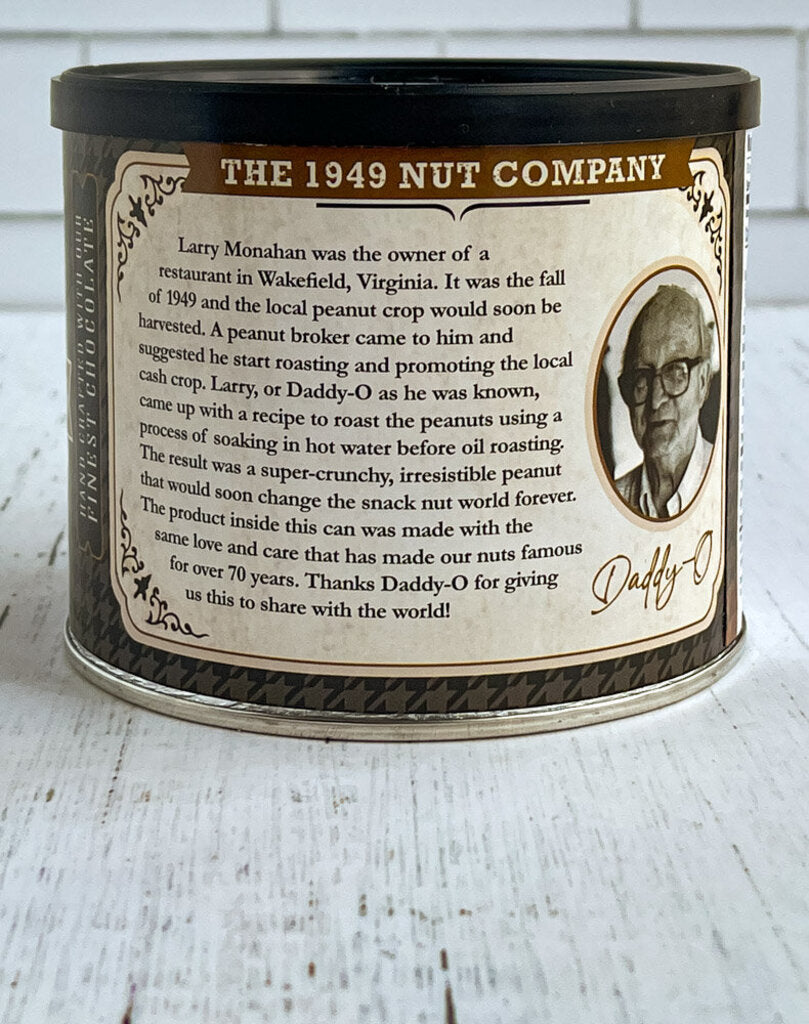 THE 1949 NUT COMPANY
Larry Monahan was the owner of a
restaurant in Wakefield, Virginia. It was the fall
of 1949 and the local peanut crop would soon be
harvested. A peanut broker came to him and
suggested he start roasting and promoting the local
cash crop. Larry, or Daddy-O as he was known,
came up with a recipe to roast the peanuts using a
process of soaking in hot water before oil roasting.
The result was a super-crunchy, irresistible peanut
that would soon change the snack nut world forever.
The product inside this can was made with the
same love and care that has made our nuts famous
for over 70 years. Thanks Daddy-O for giving
us this to share with the world!
Daddy-O
HAND CRAFTED WITH OUR
FINEST CHOCOLATE